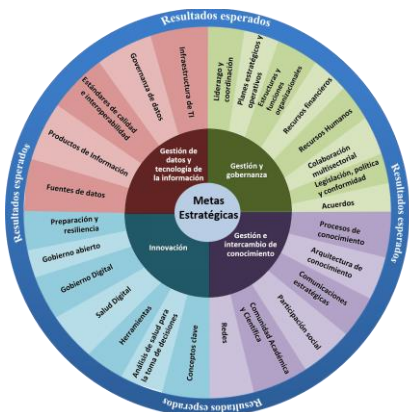 Resultados esperados
Resultados esperados
Resultados esperados
Resultados esperados
Metas
Estratégicas
Gestión y
gobernanza
Liderazgo y
coordinación
Planes estratégicos y
operativos
Estructuras y
funciones
organizacionales
Recursos financieros
Recursos Humanos
Colaboración
multisectorial
Legislación, política
y conformidad
Acuerdos
Gestión e
intercambio de
conocimiento
Procesos de
conocimiento
Arquitectura de
conocimiento
Comunicaciones
estratégicas
Participación social
Comunidad Académica
y Científica
Redes
Innovación
Conceptos clave
Análisis de salud para
la toma de decisiones
Herramientas
Salud Digital
Gobierno Digital
Gobierno abierto
Preparación y
resiliencia
Gestión de
datos y
tecnología de
la información
Fuentes de datos
Productos de Información
Estándares de calidad
e interoperabilidad
Governanza de datos
Infraestructura de TI